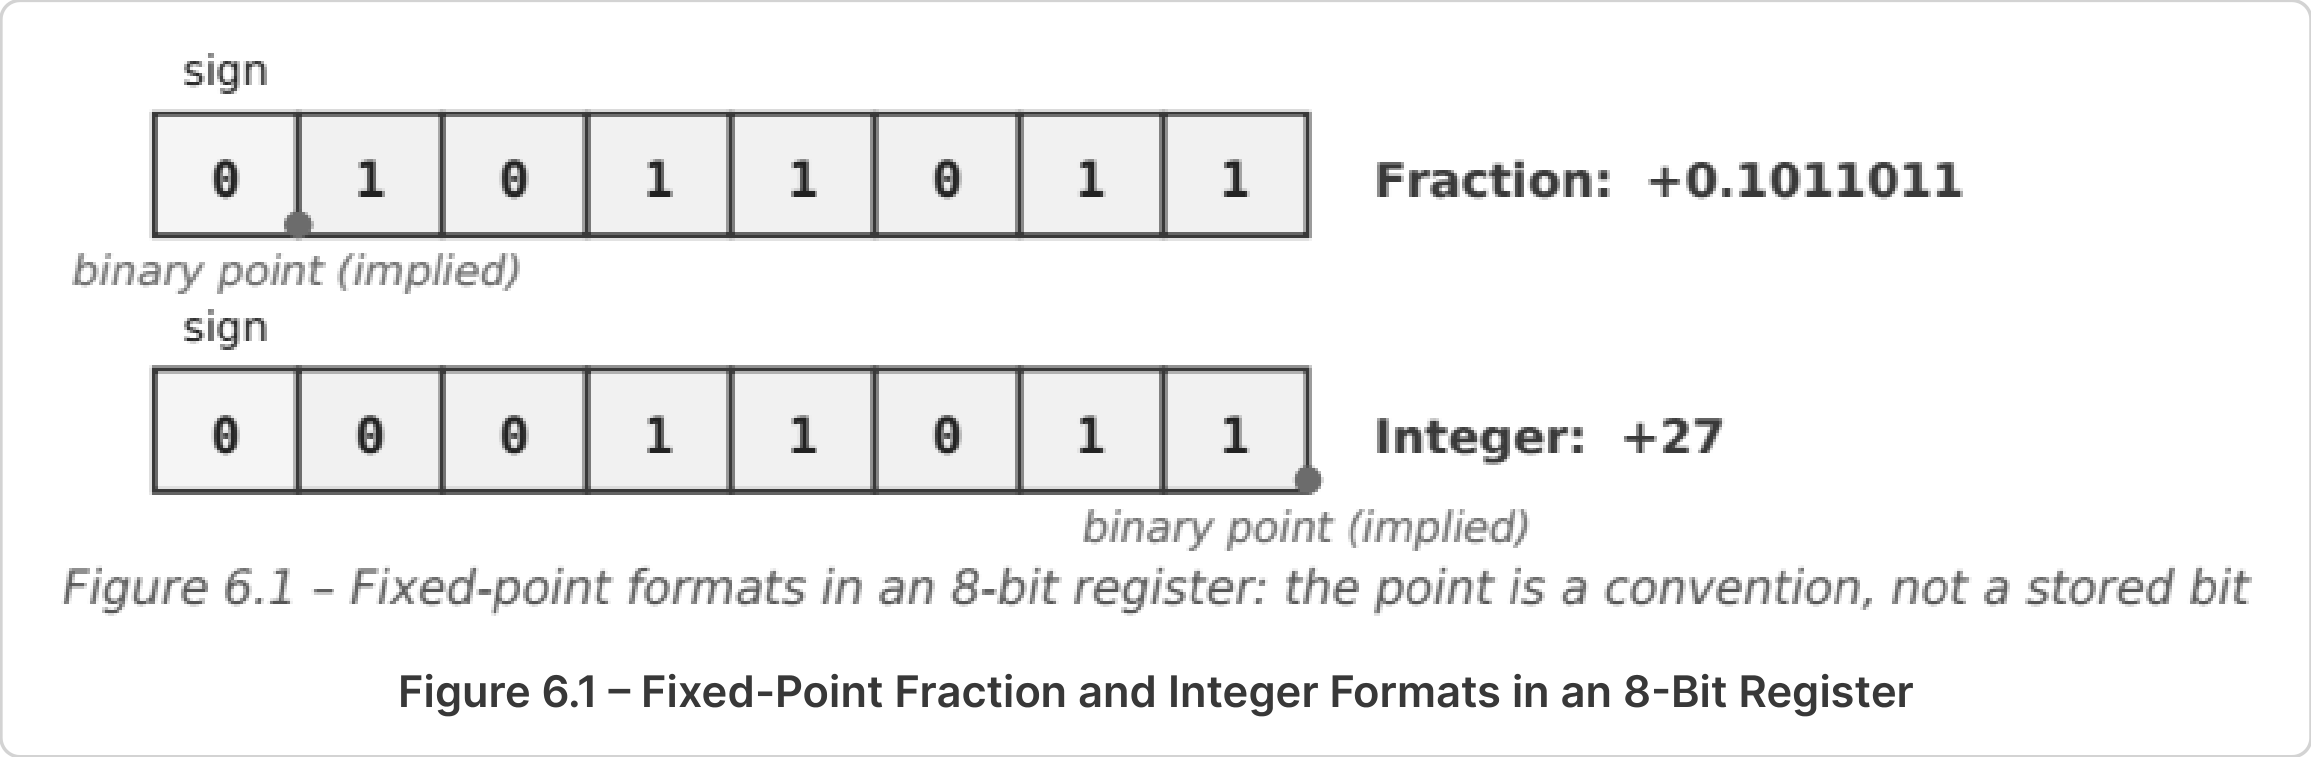 sign
0 1 0 1 1 0 1 1 Fraction: +0.1011011
binary point (implied)
sign
0 0 0 1 1 0 1 1 Integer: +27
binary point (implied)
Figure 6.1 – Fixed-point formats in an 8-bit register: the point is a convention, not a stored bit
Figure 6.1 – Fixed-Point Fraction and Integer Formats in an 8-Bit Register